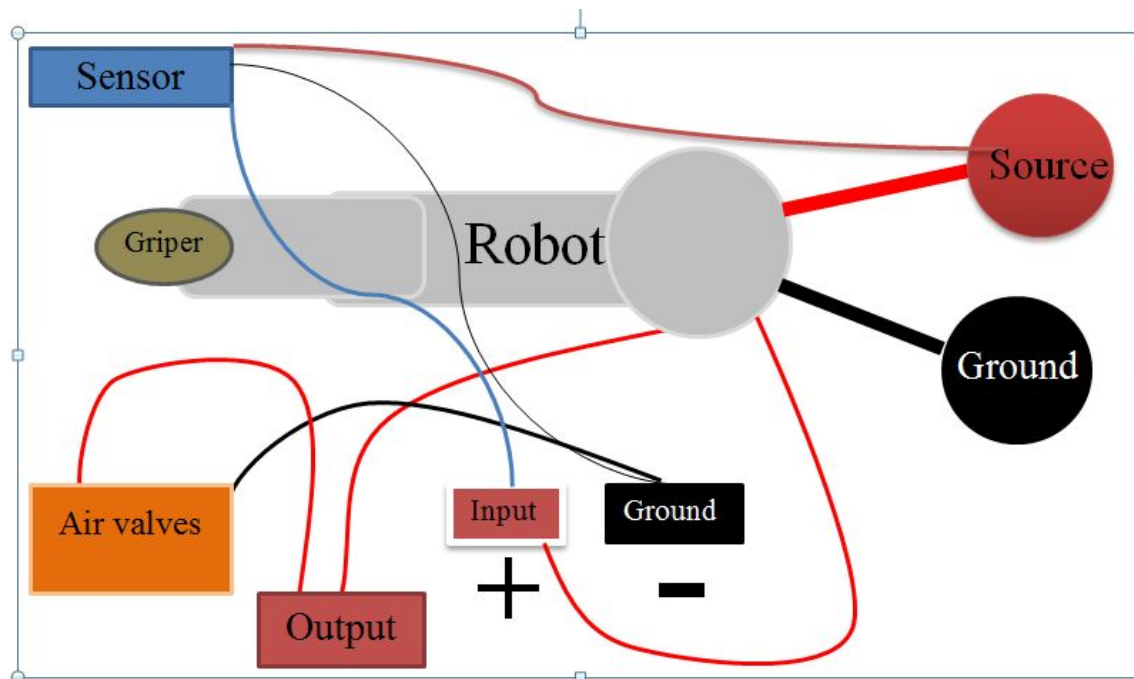 Sensor
Source
Griper
Robot
Ground
Air valves
Input
Ground
Output
+
-